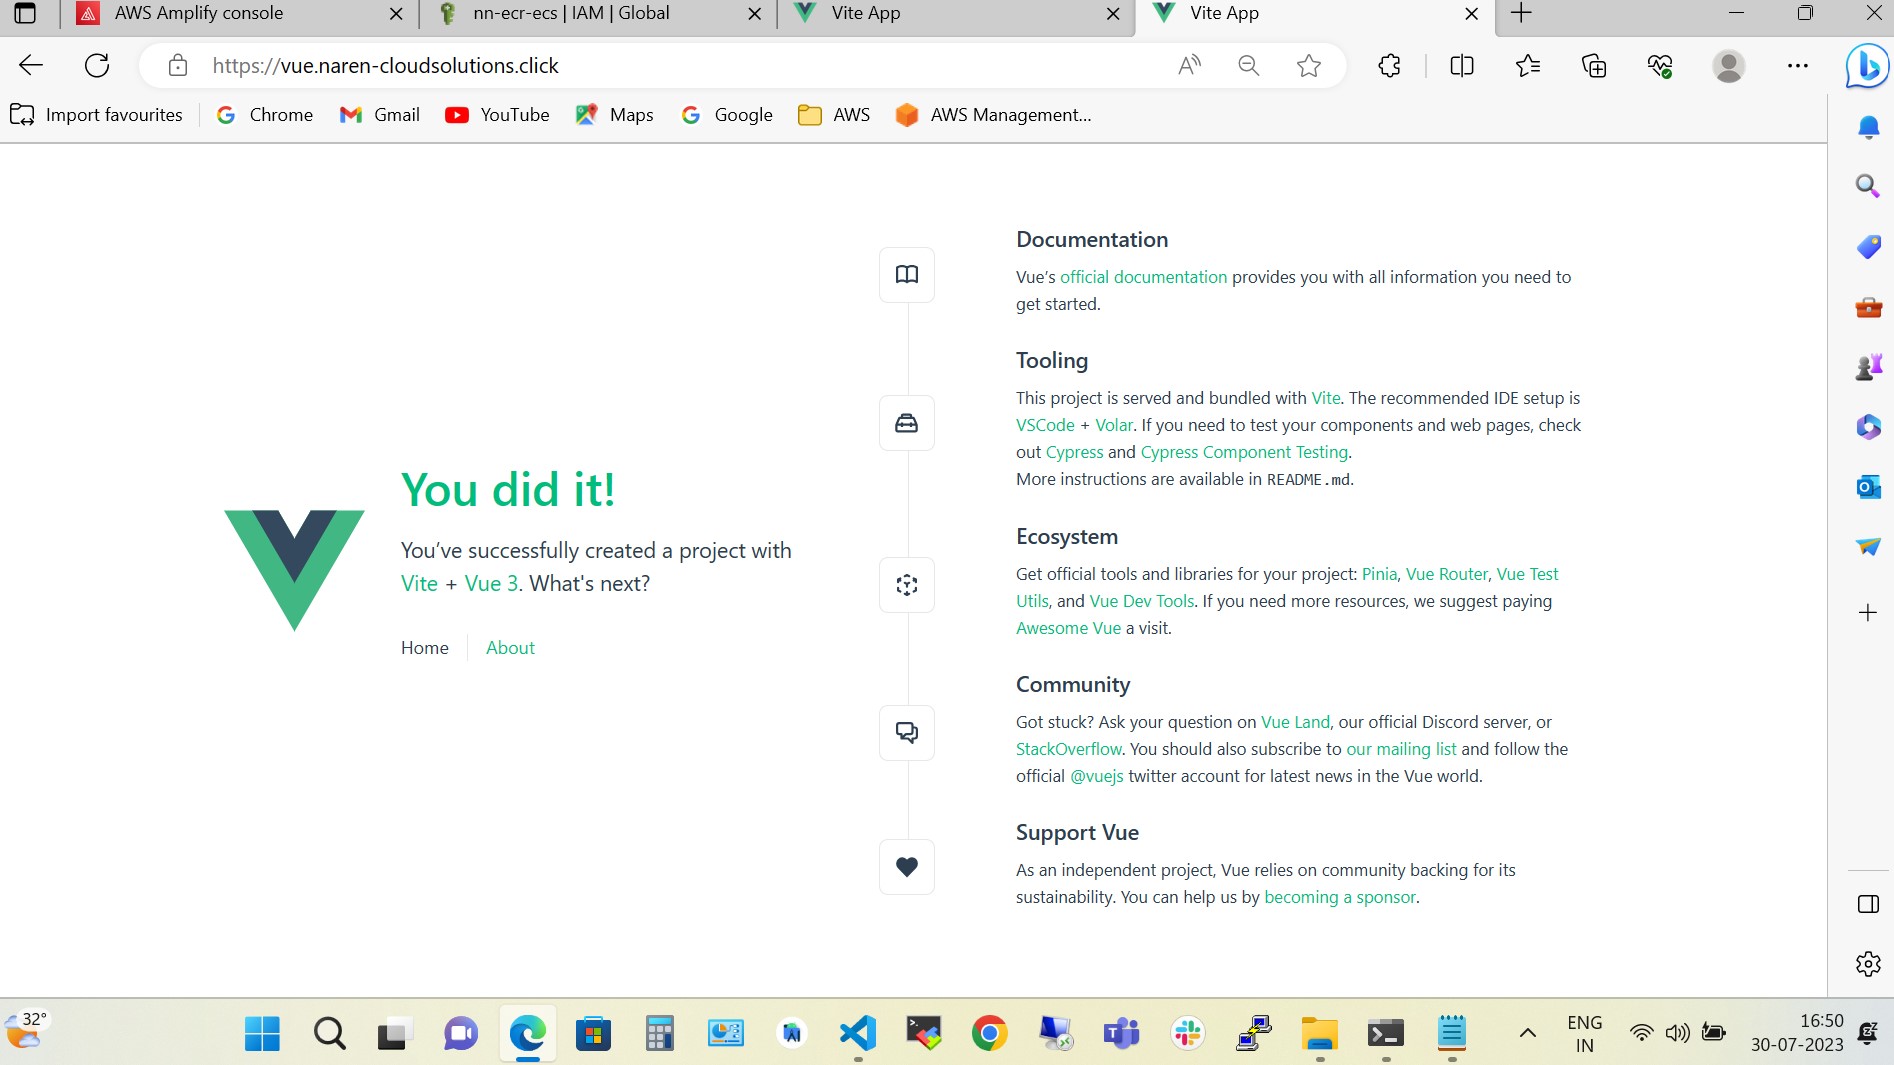 AWS Amplify console
nn-ecr-ecs | IAM | Global
Vite App
Vite App
https://vue.naren-cloudsolutions.click
Import favourites
Chrome
Gmail
YouTube
Maps
Google
AWS
AWS Management...
You did it!
You’ve successfully created a project with
Vite + Vue 3. What's next?
Home
About
Documentation
Vue’s official documentation provides you with all information you need to
get started.
Tooling
This project is served and bundled with Vite. The recommended IDE setup is
VSCode + Volar. If you need to test your components and web pages, check
out Cypress and Cypress Component Testing.
More instructions are available in README.md.
Ecosystem
Get official tools and libraries for your project: Pinia, Vue Router, Vue Test
Utils, and Vue Dev Tools. If you need more resources, we suggest paying
Awesome Vue a visit.
Community
Got stuck? Ask your question on Vue Land, our official Discord server, or
StackOverflow. You should also subscribe to our mailing list and follow the
official @vuejs twitter account for latest news in the Vue world.
Support Vue
As an independent project, Vue relies on community backing for its
sustainability. You can help us by becoming a sponsor.
32°
ENG
IN
16:50
30-07-2023